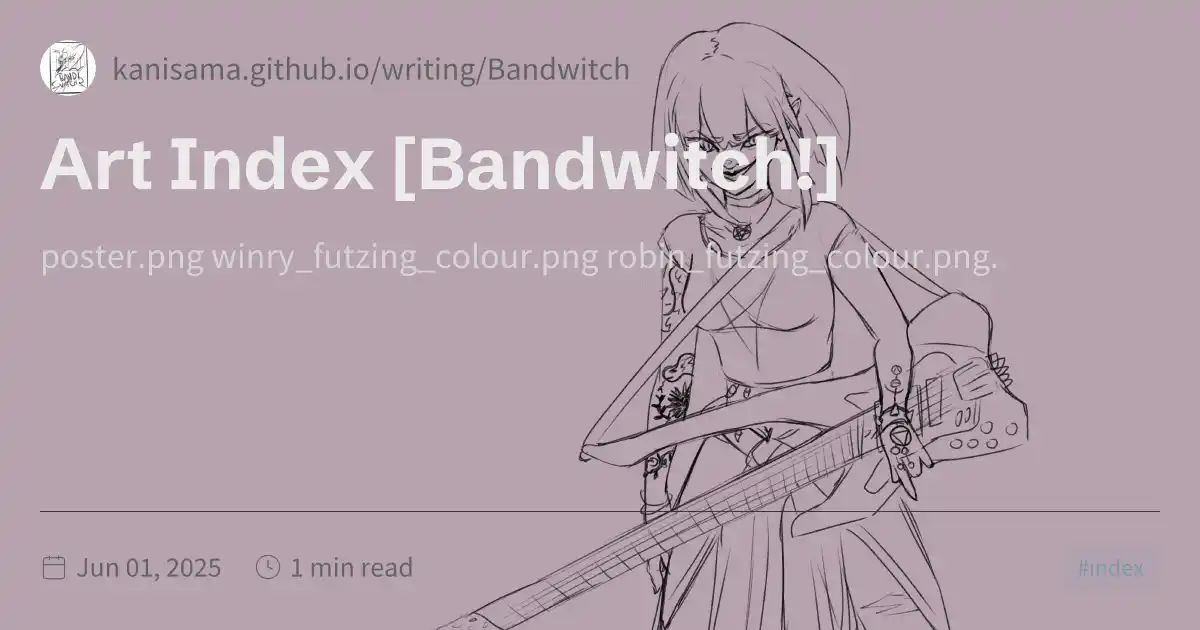 kanisama.github.io/writing/Bandwitch
Art Index [Bandwitch!]
poster.png winry_futzing_colour.png robin_futzing_colour.png.
Jun 01, 2025
1 min read
#index